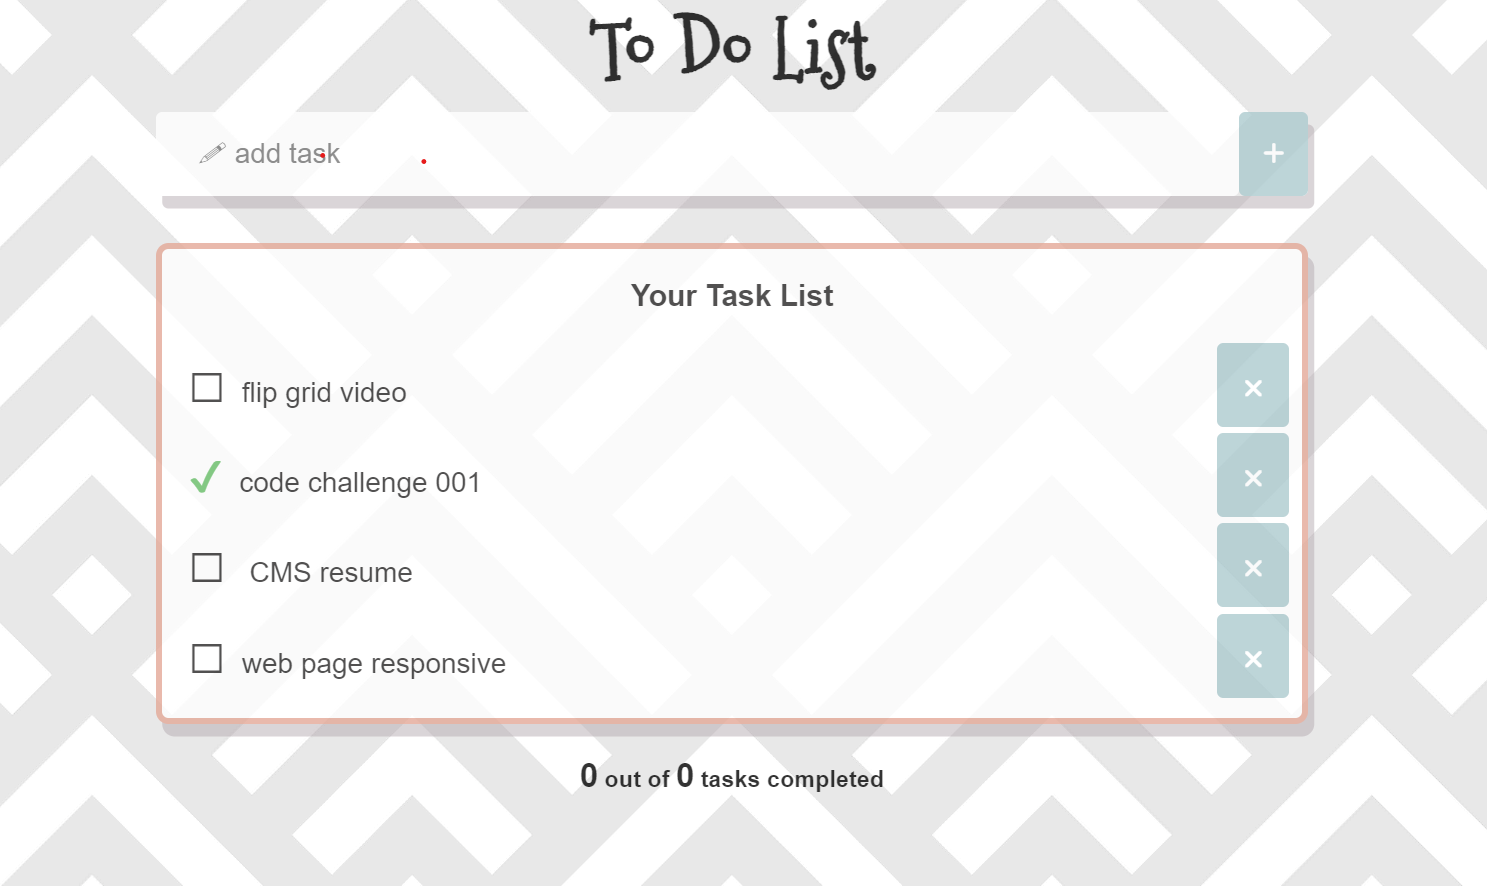 To Do List
add task
+
Your Task List
flip grid video
×
✓ code challenge 001
×
CMS resume
×
web page responsive
×
0 out of 0 tasks completed